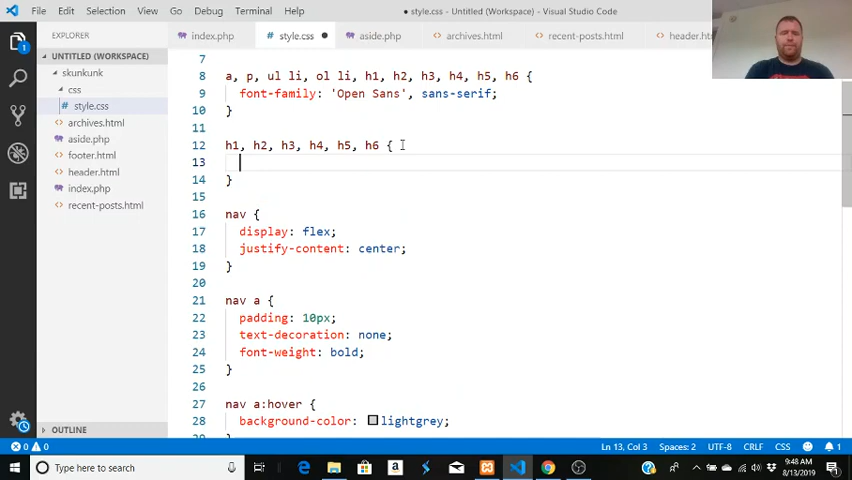 File Edit Selection View Go Debug Terminal Help
● style.css - Untitled (Workspace) - Visual Studio Code
EXPLORER
UNTITLED (WORKSPACE)
skunkunk
css
# style.css
archives.html
aside.php
footer.html
header.html
index.php
recent-posts.html
OUTLINE
index.php # style.css ● aside.php archives.html recent-posts.html header.ht
7
8 a, p, ul li, ol li, h1, h2, h3, h4, h5, h6 {
9 font-family: 'Open Sans', sans-serif;
10 }
11
12 h1, h2, h3, h4, h5, h6 {
13
14 }
15
16 nav {
17 display: flex;
18 justify-content: center;
19 }
20
21 nav a {
22 padding: 10px;
23 text-decoration: none;
24 font-weight: bold;
25 }
26
27 nav a:hover {
28 background-color: lightgrey;
0 0 Ln 13, Col 3 Spaces: 2 UTF-8 CRLF CSS 1
Type here to search
9:48 AM
8/13/2019